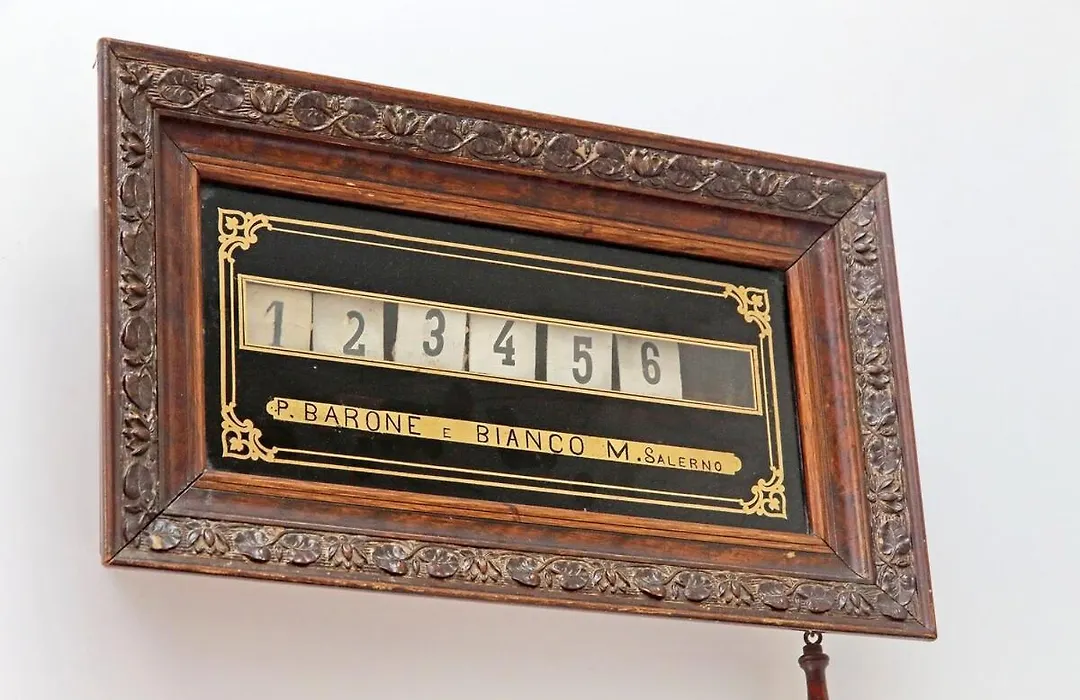 1 2 3 4 5 6
P. BARONE E BIANCO M. SALERNO